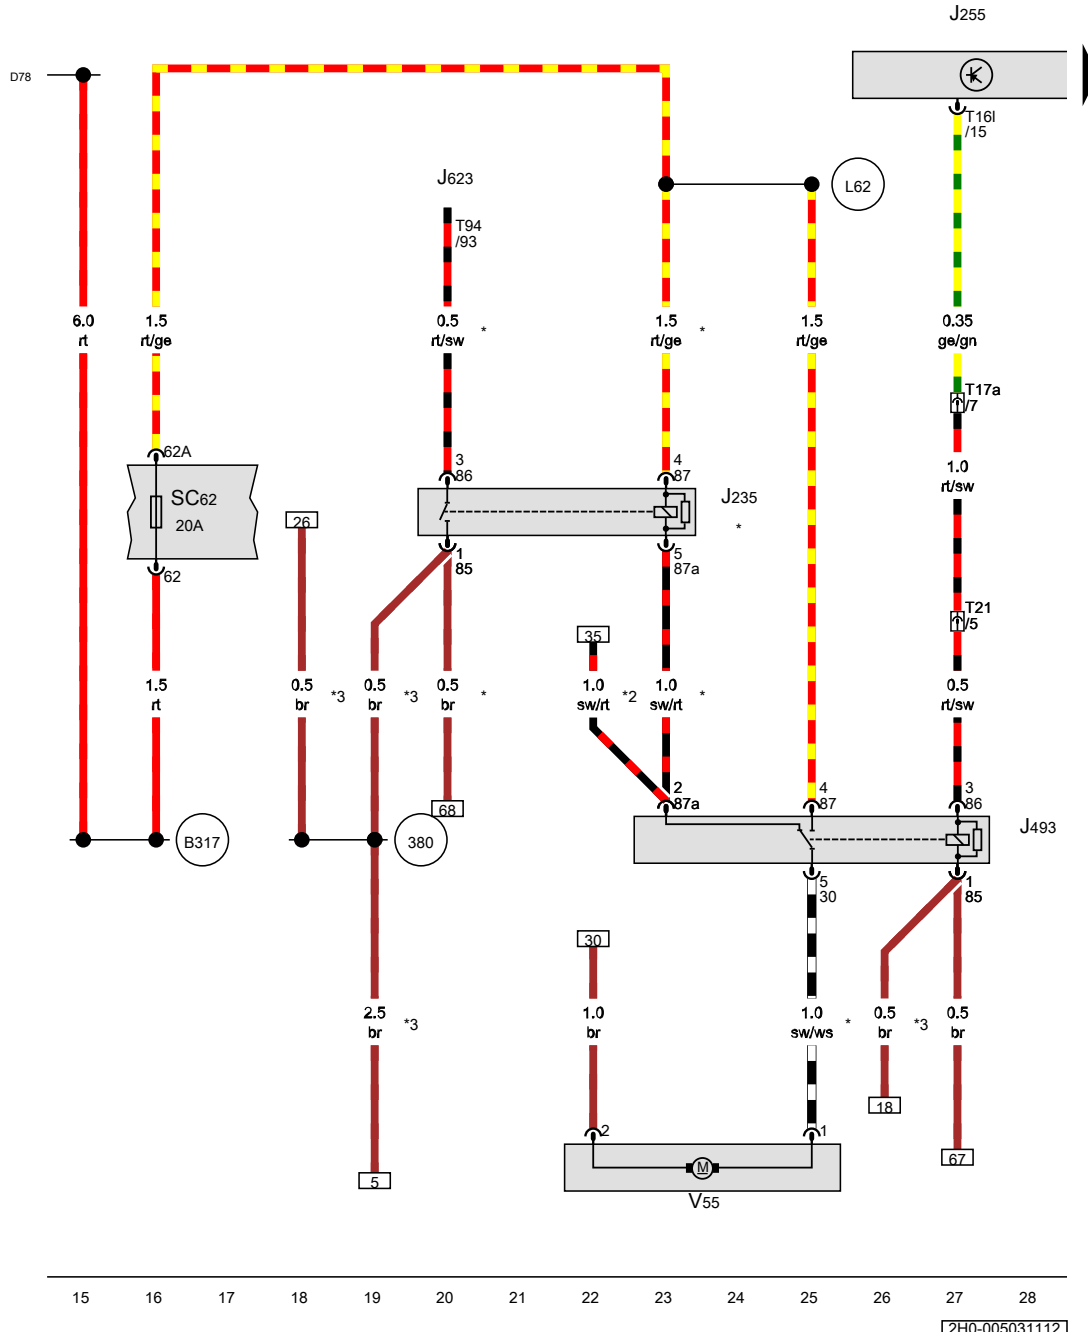 J255
D78
T16l
/15
J623
L62
T94
/93
6.0
rt
1.5
rt/ge
0.5
rt/sw
*
1.5
rt/ge
*
1.5
rt/ge
0.35
ge/gn
T17a
/7
62A
3
86
4
87
1.0
rt/sw
SC62
20A
J235
*
26
62
1
85
5
87a
T21
/5
35
1.5
rt
0.5
br
*3
0.5
br
*3
0.5
br
*
1.0
sw/rt
*2
1.0
sw/rt
*
0.5
rt/sw
2
87a
4
87
3
86
68
J493
B317
380
5
30
1
85
30
2.5
br
*3
1.0
br
1.0
sw/ws
*
0.5
br
*3
0.5
br
18
2
1
67
M
5
V55
15 16 17 18 19 20 21 22 23 24 25 26 27 28
2H0-005031112